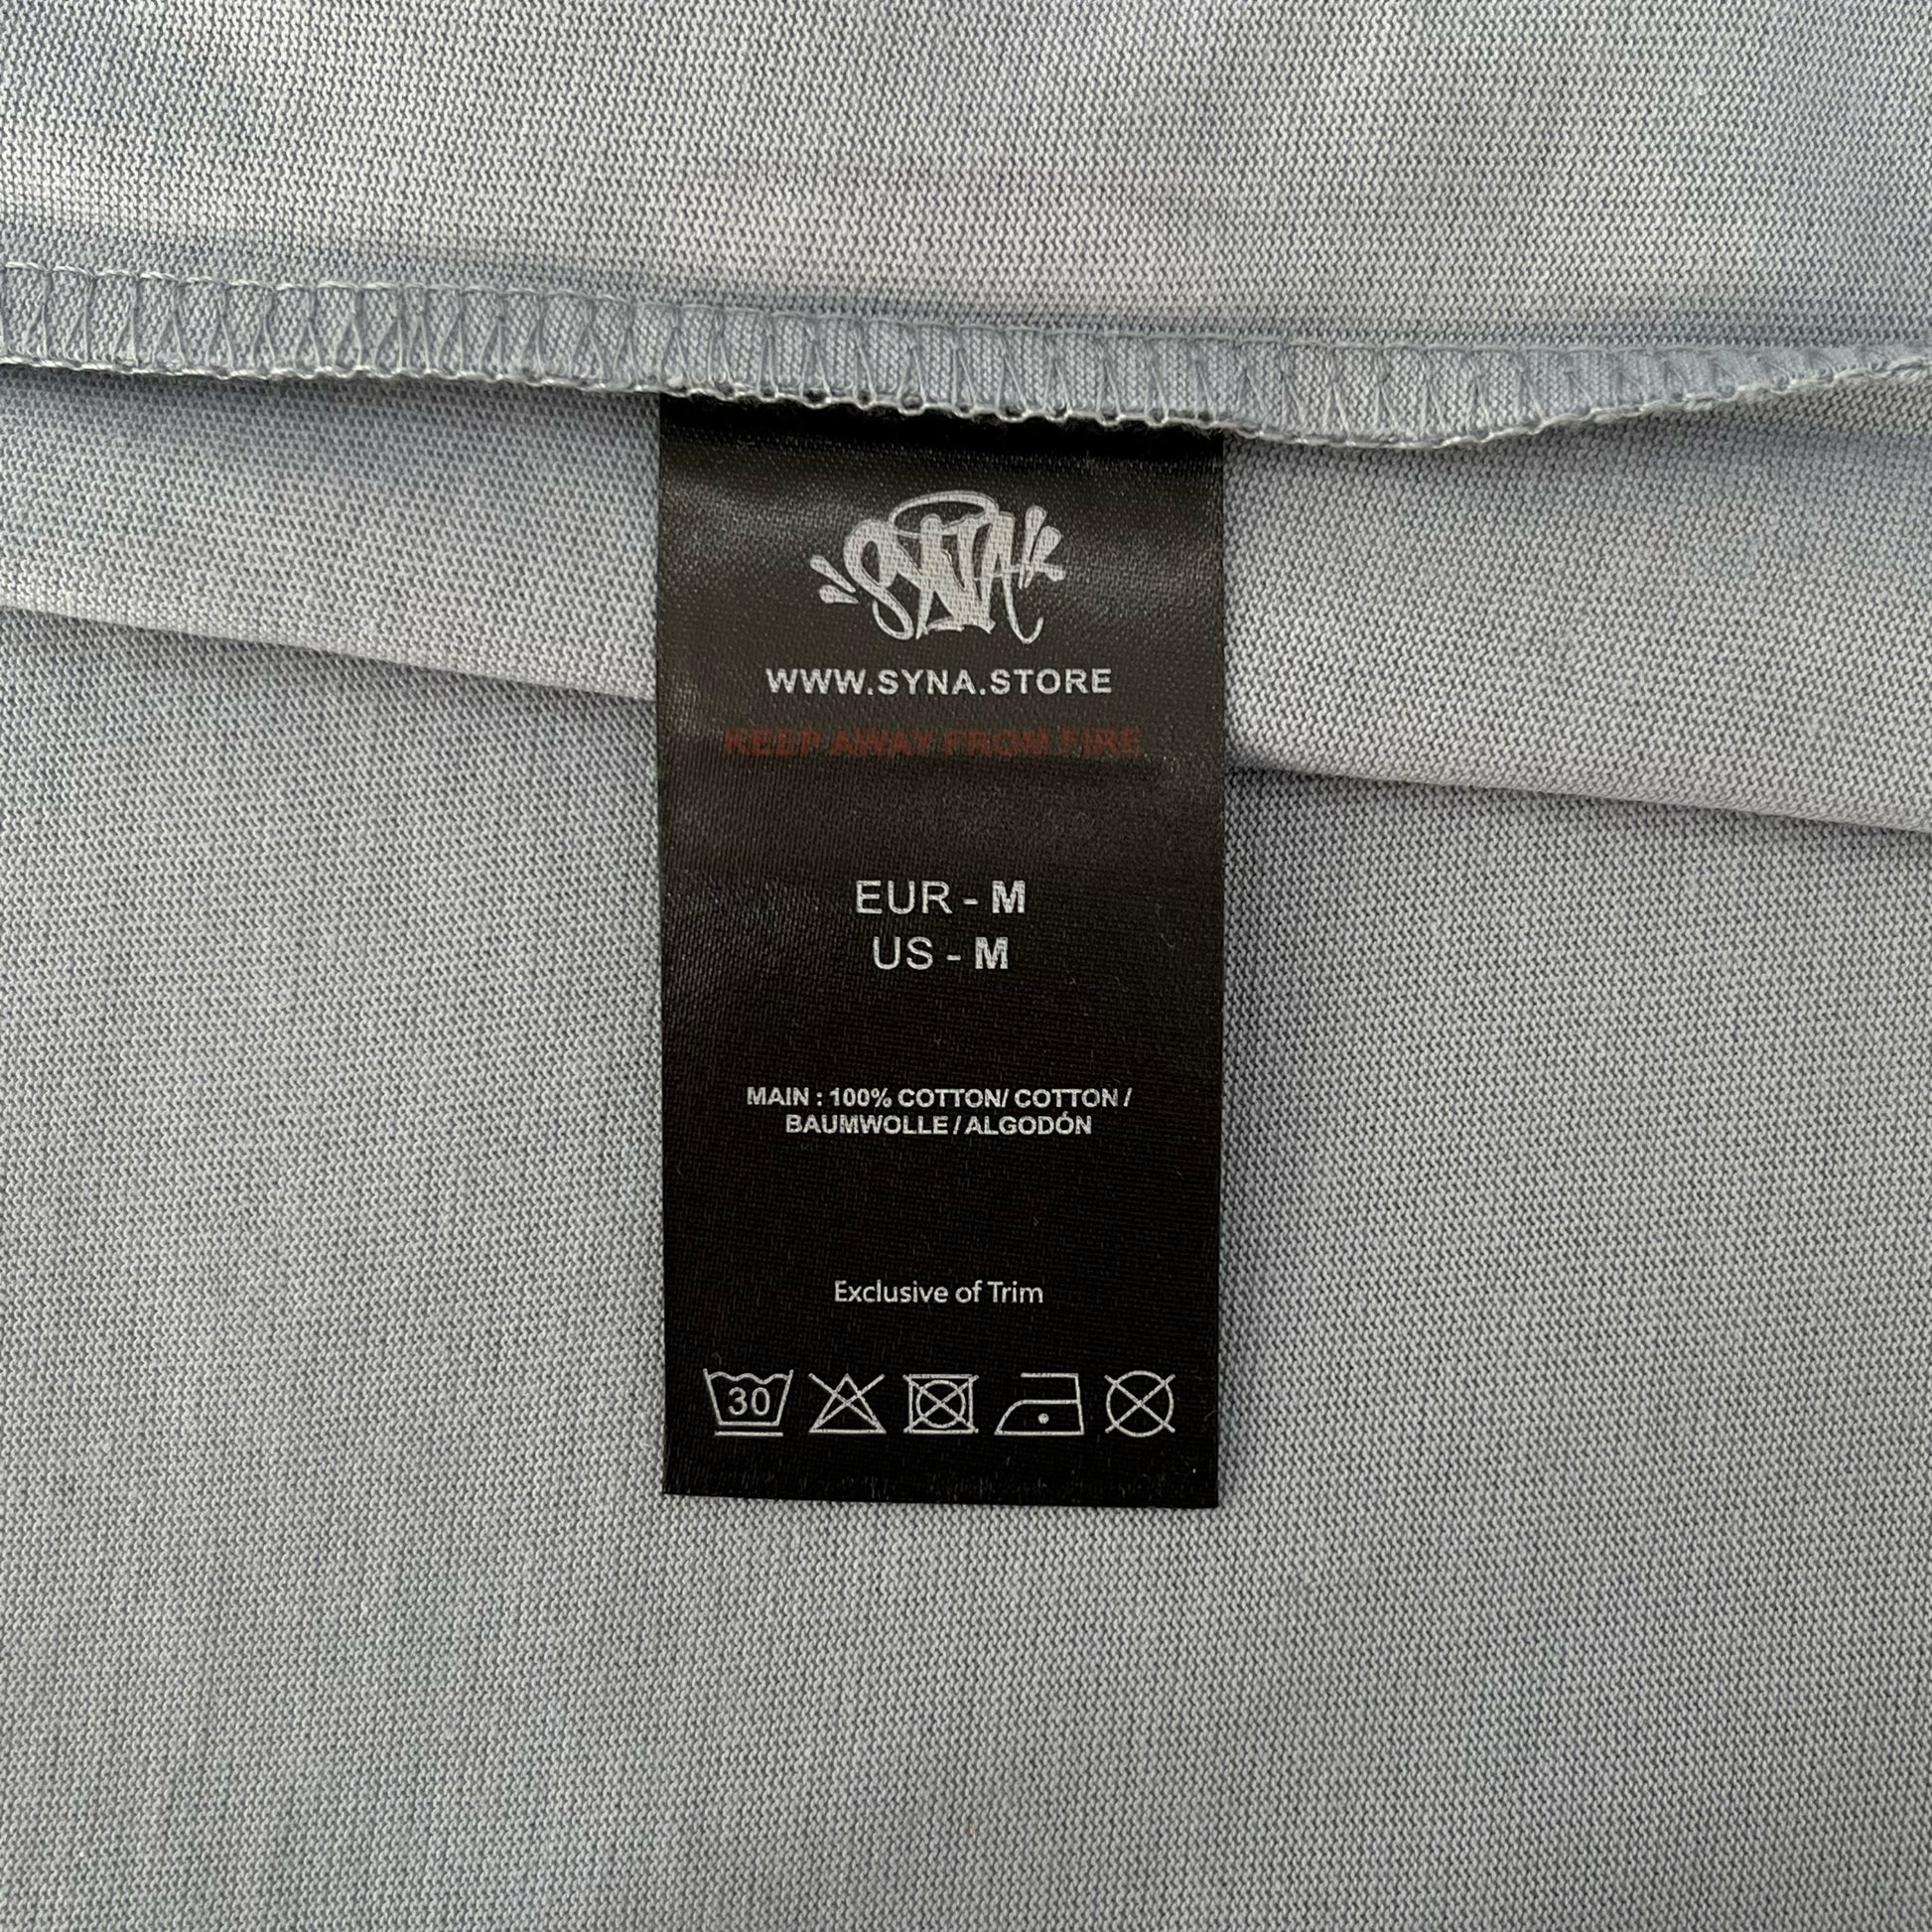 SYNA
WWW.SYNA.STORE
KEEP AWAY FROM FIRE
EUR - M
US - M
MAIN : 100% COTTON/ COTTON /
BAUMWOLLE / ALGODÓN
Exclusive of Trim
30